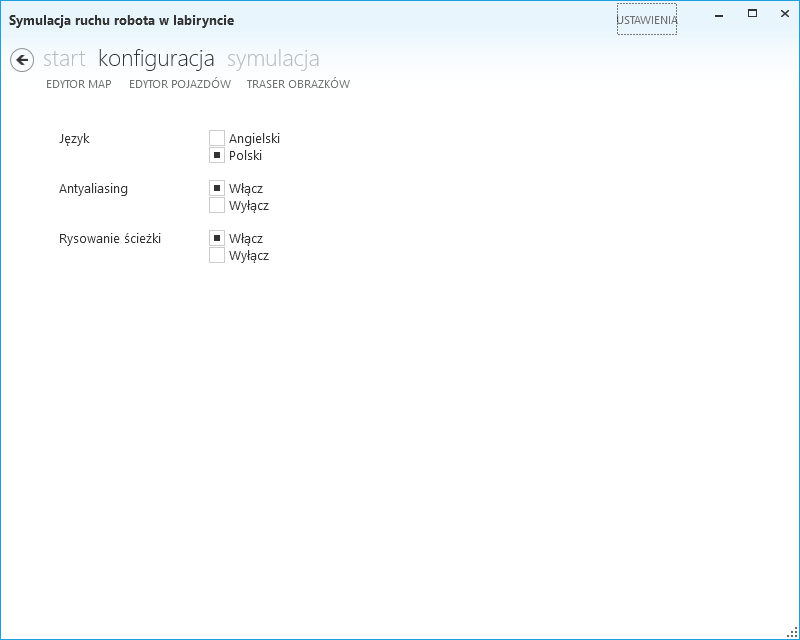 Symulacja ruchu robota w labiryncie
USTAWIENIA
start konfiguracja symulacja
EDYTOR MAP EDYTOR POJAZDÓW TRASER OBRAZKÓW
Język
Angielski
Polski
Antyaliasing
Włącz
Wyłącz
Rysowanie ścieżki
Włącz
Wyłącz